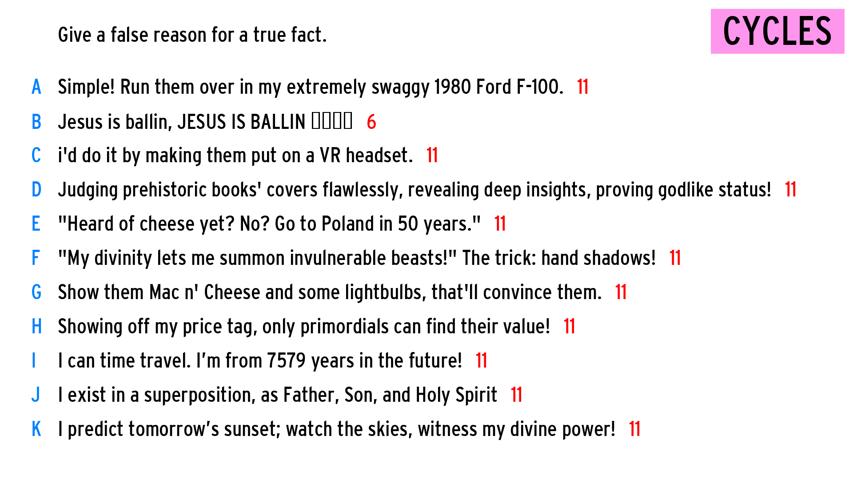 Give a false reason for a true fact.
CYCLES
A Simple! Run them over in my extremely swaggy 1980 Ford F-100. 11
B Jesus is ballin, JESUS IS BALLIN 6
C i'd do it by making them put on a VR headset. 11
D Judging prehistoric books' covers flawlessly, revealing deep insights, proving godlike status! 11
E "Heard of cheese yet? No? Go to Poland in 50 years." 11
F "My divinity lets me summon invulnerable beasts!" The trick: hand shadows! 11
G Show them Mac n' Cheese and some lightbulbs, that'll convince them. 11
H Showing off my price tag, only primordials can find their value! 11
I I can time travel. I’m from 7579 years in the future! 11
J I exist in a superposition, as Father, Son, and Holy Spirit 11
K I predict tomorrow’s sunset; watch the skies, witness my divine power! 11